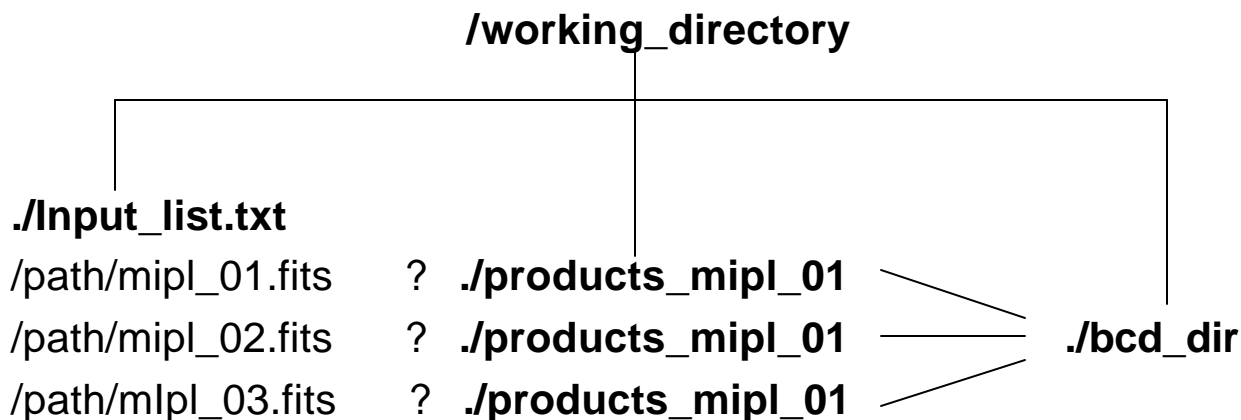 /working_directory
./Input_list.txt
/path/mipl_01.fits ? ./products_mipl_01
/path/mipl_02.fits ? ./products_mipl_01 ./bcd_dir
/path/mIpl_03.fits ? ./products_mipl_01